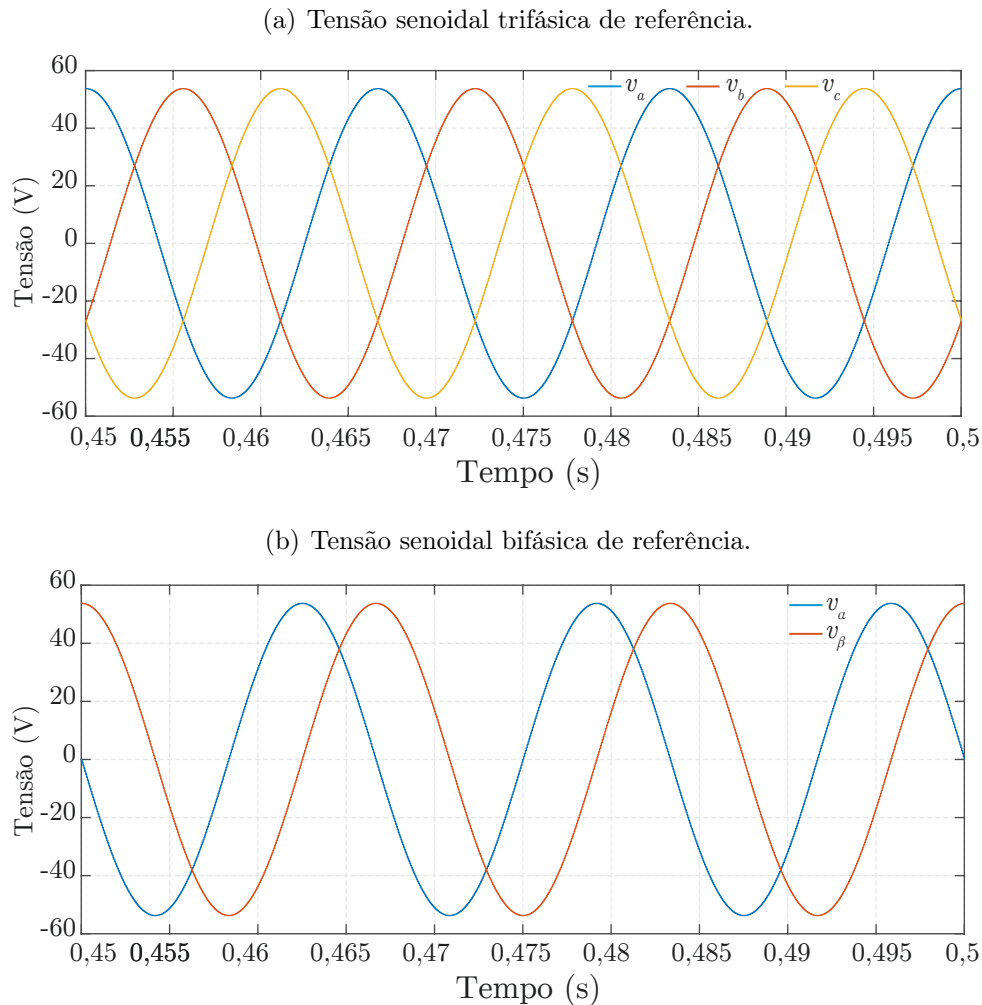 (a) Tensão senoidal trifásica de referência.
60
40
20
0
-20
-40
-60
Tensão (V)
v_a v_b v_c
0,45 0,455 0,46 0,465 0,47 0,475 0,48 0,485 0,49 0,495 0,5
Tempo (s)
(b) Tensão senoidal bifásica de referência.
60
40
20
0
-20
-40
-60
Tensão (V)
v_a
v_β
0,45 0,455 0,46 0,465 0,47 0,475 0,48 0,485 0,49 0,495 0,5
Tempo (s)